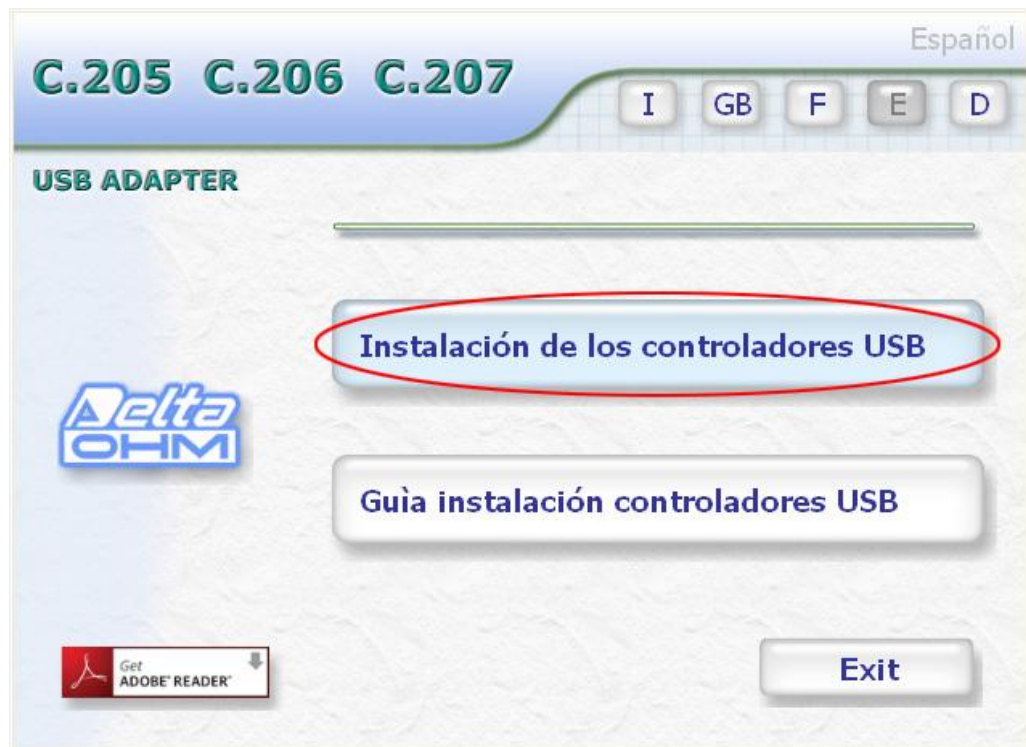 Español
C.205 C.206 C.207
I GB F E D
USB ADAPTER
Instalación de los controladores USB
Delta
OHM
Guìa instalación controladores USB
Get
ADOBE® READER®
Exit